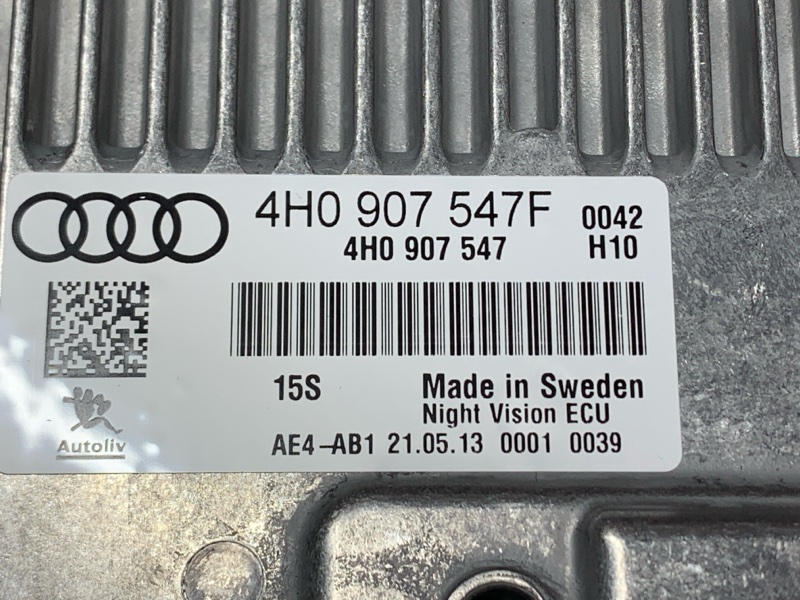 4H0 907 547F 0042
4H0 907 547 H10
15S Made in Sweden
Night Vision ECU
Autoliv
AE4-AB1 21.05.13 0001 0039